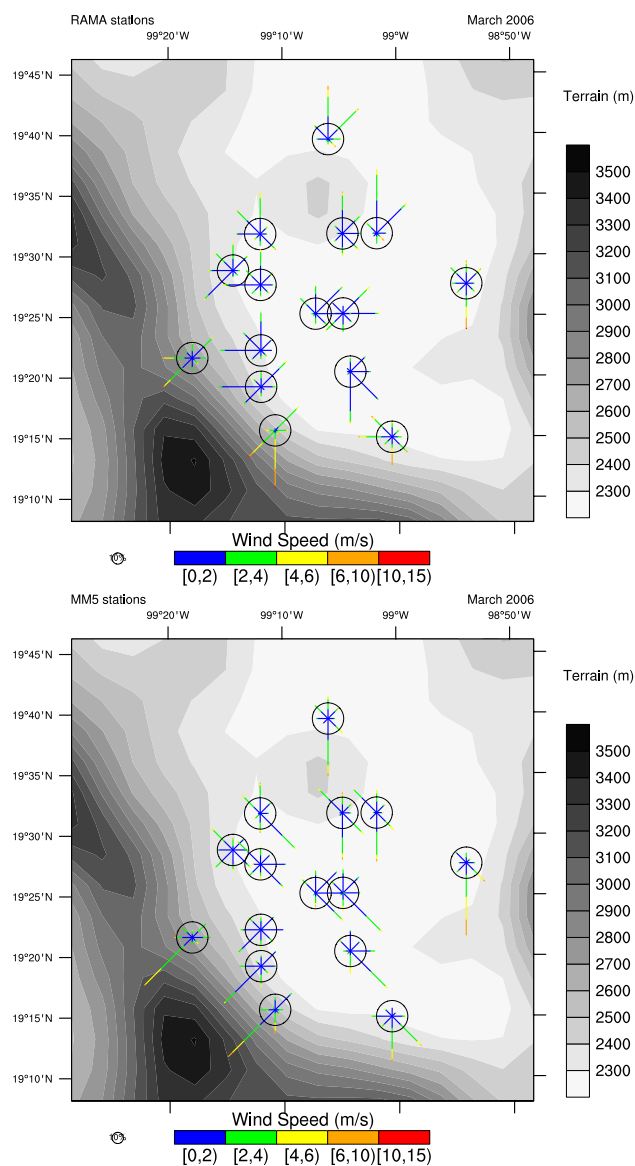 RAMA stations March 2006
99°20'W 99°10'W 99°W 98°50'W
19°45'N
19°40'N
19°35'N
19°30'N
19°25'N
19°20'N
19°15'N
19°10'N
Terrain (m)
3500
3400
3300
3200
3100
3000
2900
2800
2700
2600
2500
2400
2300
10%
Wind Speed (m/s)
[0,2) [2,4) [4,6) [6,10) [10,15)
MM5 stations March 2006
99°20'W 99°10'W 99°W 98°50'W
19°45'N
19°40'N
19°35'N
19°30'N
19°25'N
19°20'N
19°15'N
19°10'N
Terrain (m)
3500
3400
3300
3200
3100
3000
2900
2800
2700
2600
2500
2400
2300
10%
Wind Speed (m/s)
[0,2) [2,4) [4,6) [6,10) [10,15)